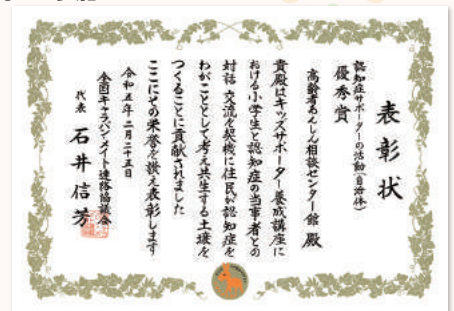 表彰状
認知症サポーターの活動(自治体)
優秀賞
高齢者あんしん相談センター館 殿
貴殿はキッズサポーター養成講座に
おける小学生と認知症の当事者との
対話 交流を契機に住民が認知症を
わがこととして考え共生する土壌を
つくることに貢献されました
ここにその栄誉を讃え表彰します
令和五年二月二十五日
全国キャラバン・メイト連絡協議会
代表 石井信芳